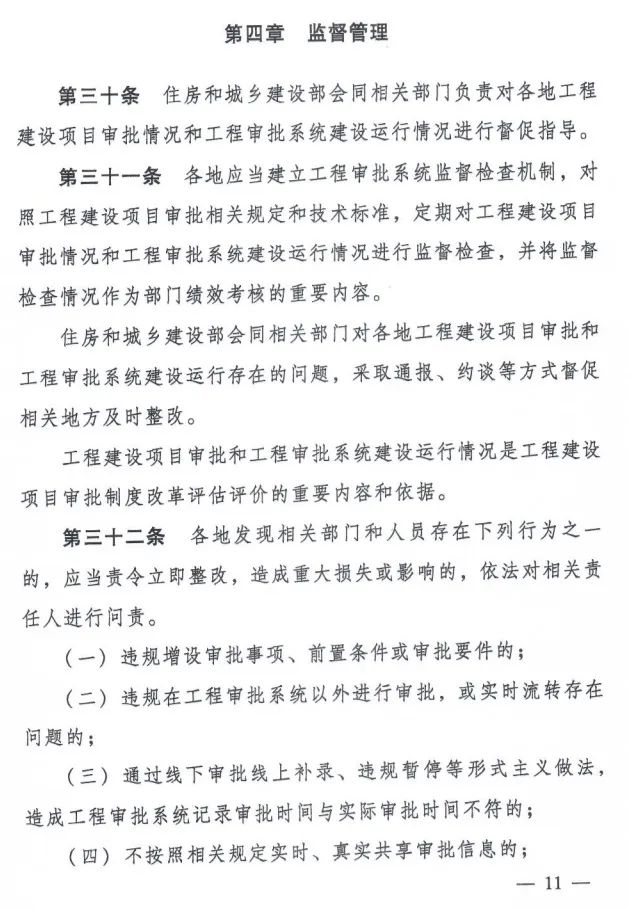 第四章　监督管理
第三十条　住房和城乡建设部会同相关部门负责对各地工程
建设项目审批情况和工程审批系统建设运行情况进行督促指导。
第三十一条　各地应当建立工程审批系统监督检查机制，对
照工程建设项目审批相关规定和技术标准，定期对工程建设项目
审批情况和工程审批系统建设运行情况进行监督检查，并将监督
检查情况作为部门绩效考核的重要内容。
住房和城乡建设部会同相关部门对各地工程建设项目审批和
工程审批系统建设运行存在的问题，采取通报、约谈等方式督促
相关地方及时整改。
工程建设项目审批和工程审批系统建设运行情况是工程建设
项目审批制度改革评估评价的重要内容和依据。
第三十二条　各地发现相关部门和人员存在下列行为之一
的，应当责令立即整改，造成重大损失或影响的，依法对相关责
任人进行问责。
（一）违规增设审批事项、前置条件或审批要件的；
（二）违规在工程审批系统以外进行审批，或实时流转存在
问题的；
（三）通过线下审批线上补录、违规暂停等形式主义做法，
造成工程审批系统记录审批时间与实际审批时间不符的；
（四）不按照相关规定实时、真实共享审批信息的；
— 11 —